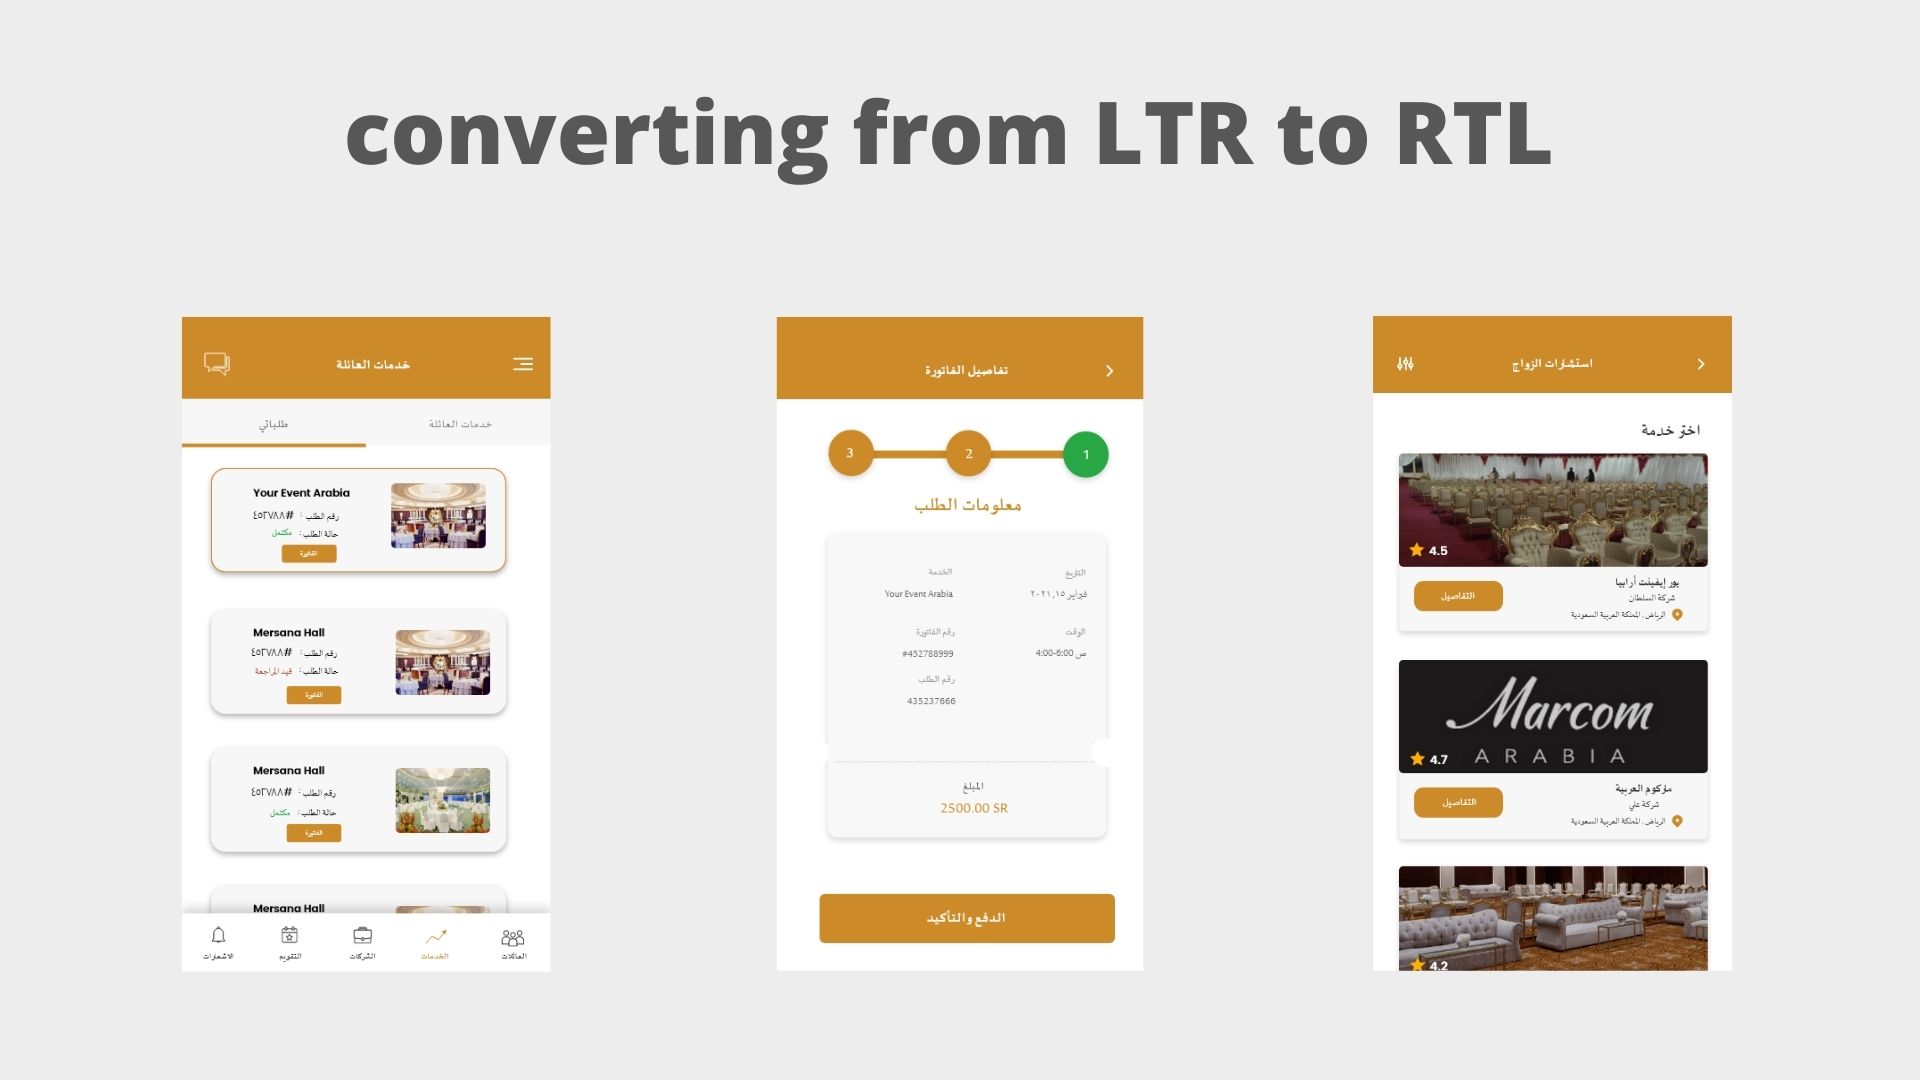 converting from LTR to RTL
خدمات العائلة
خدمات العائلة
طلباتي
Your Event Arabia
رقم الطلب : #٤٥٢٧٨٨
حالة الطلب : مكتمل
الفاتورة
Mersana Hall
رقم الطلب : #٤٥٢٧٨٨
حالة الطلب : قيد المراجعة
الفاتورة
Mersana Hall
رقم الطلب : #٤٥٢٧٨٨
حالة الطلب : مكتمل
الفاتورة
Mersana Hall
العائلات
الخدمات
الشركات
التقويم
الاشعارات
تفاصيل الفاتورة
1
2
3
معلومات الطلب
التاريخ
الخدمة
فبراير ١٥, ٢٠٢١
Your Event Arabia
الوقت
رقم الفاتورة
4:00-6:00 ص
#452788999
رقم الطلب
435237666
المبلغ
2500.00 SR
الدفع والتأكيد
استشارات الزواج
اختر خدمة
4.5
يور إيفينت أرابيا
شركة السلطان
الرياض . المملكة العربية السعودية
التفاصيل
Marcom
ARABIA
4.7
ماركوم العربية
شركة علي
الرياض . المملكة العربية السعودية
التفاصيل
4.2